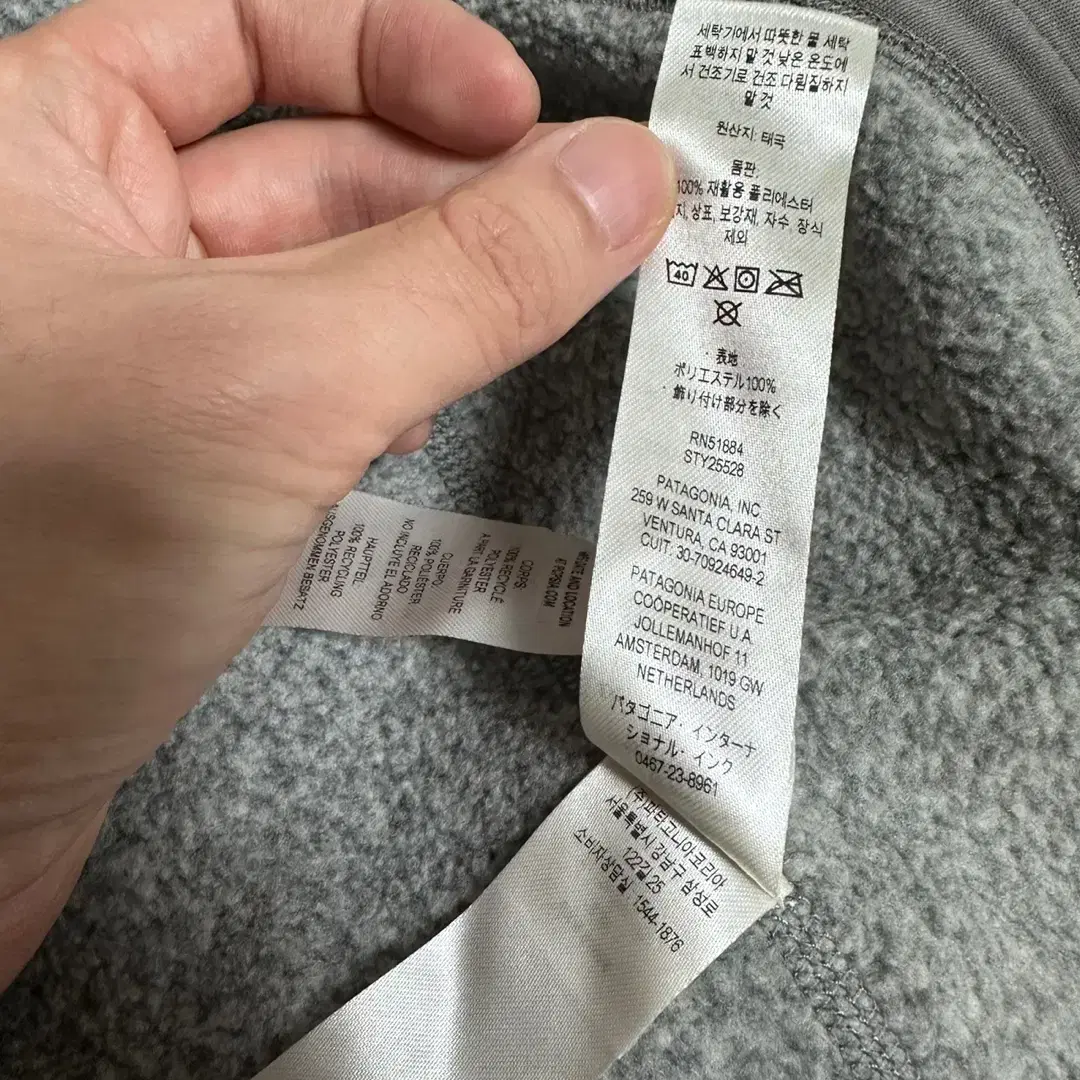 세탁기에서 따뜻한 물 세탁
표백하지 말 것 낮은 온도에
서 건조기로 건조 다림질하지
말 것
원산지: 태국
몸판,
100% 재활용 폴리에스터
지, 상표, 보강재, 자수 장식
제외
40
・表地
ポリエステル100%
・飾り付け部分を除く
RN51884
STY25528
PATAGONIA, INC
259 W SANTA CLARA ST
VENTURA, CA 93001
CUIT: 30-70924649-2
PATAGONIA EUROPE
COOPERATIEF U A
JOLLEMANHOF 11
AMSTERDAM, 1019 GW
NETHERLANDS
パタゴニア インターナ
ショナル・インク
0467-23-8961
(주)파타고니아코리아
서울특별시 강남구 삼성로
122길 25
소비자상담실 1544-1876
AND LOCATION
CORPS:
100% RECYCLE
POLYESTER
A PART LA GARNITURE
CUERPO:
100% POLIÉSTER
RECICLADO
NO INCLUYE EL ADORNO
HAUPTTEIL:
100% RECYCLING
POLYESTER
AUSGENOMMEN BESATZ